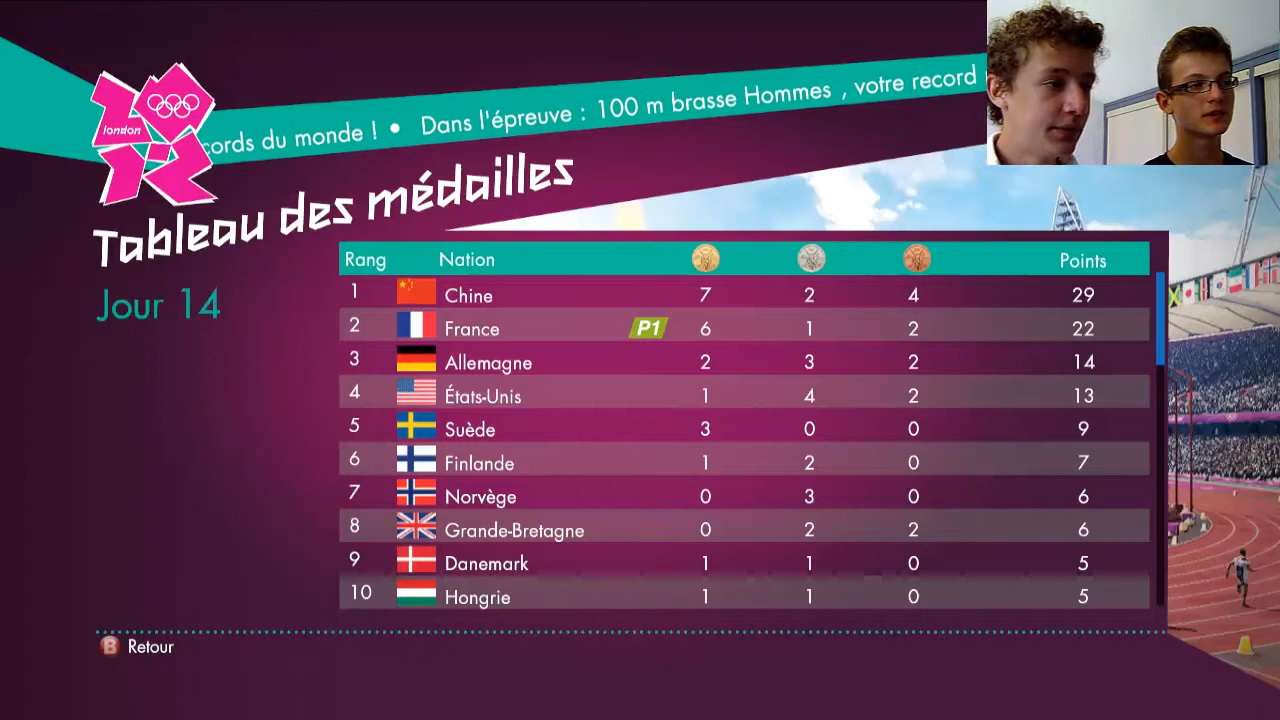 cords du monde ! • Dans l'épreuve : 100 m brasse Hommes , votre record
london
Tableau des médailles
Jour 14
Rang Nation Points
1 Chine 7 2 4 29
2 France P1 6 1 2 22
3 Allemagne 2 3 2 14
4 États-Unis 1 4 2 13
5 Suède 3 0 0 9
6 Finlande 1 2 0 7
7 Norvège 0 3 0 6
8 Grande-Bretagne 0 2 2 6
9 Danemark 1 1 0 5
10 Hongrie 1 1 0 5
B Retour